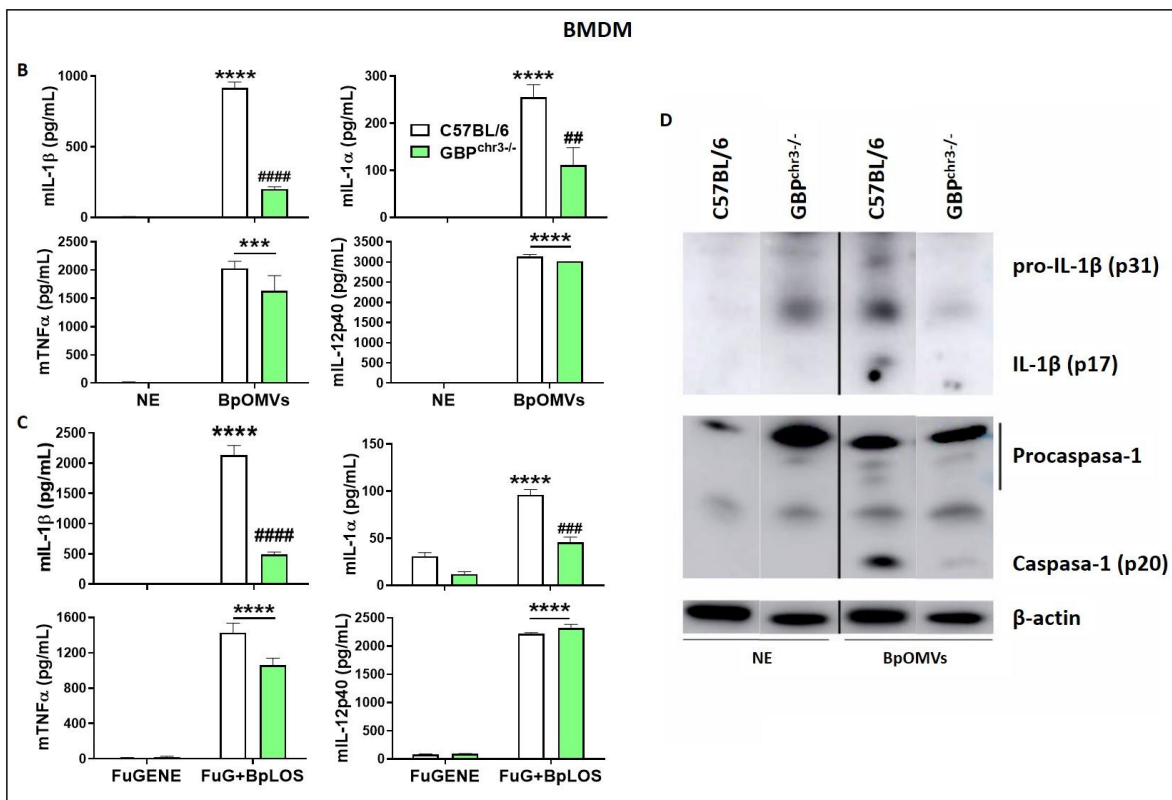 BMDM
B
****
####
1000
500
0
mIL-1β (pg/mL)
****
##
300
200
100
0
mIL-1α (pg/mL)
C57BL/6
GBPchr3-/-
***
2500
2000
1500
1000
500
0
mTNFα (pg/mL)
NE
BpOMVs
****
3500
3000
2500
2000
1500
1000
500
0
mIL-12p40 (pg/mL)
NE
BpOMVs
C
****
####
2500
2000
1500
1000
500
0
mIL-1β (pg/mL)
****
###
150
100
50
0
mIL-1α (pg/mL)
****
1600
1200
800
400
0
mTNFα (pg/mL)
FuGENE
FuG+BpLOS
****
2500
2000
1500
1000
500
0
mIL-12p40 (pg/mL)
FuGENE
FuG+BpLOS
D
C57BL/6
GBPchr3-/-
C57BL/6
GBPchr3-/-
pro-IL-1β (p31)
IL-1β (p17)
Procaspasa-1
Caspasa-1 (p20)
β-actin
NE
BpOMVs